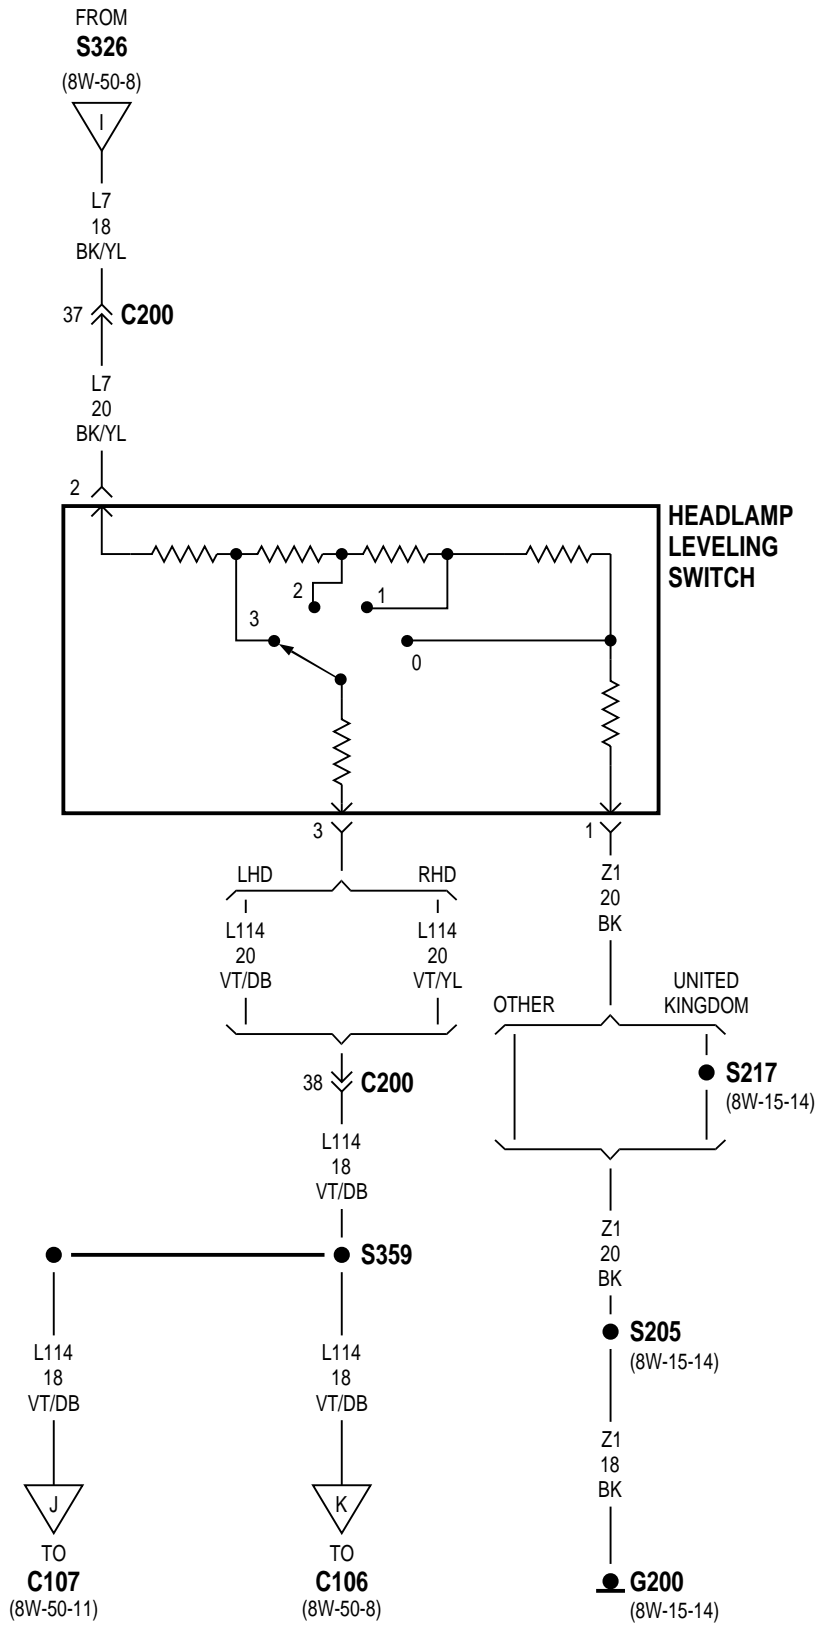 FROM
S326
(8W-50-8)
I
L7
18
BK/YL
37
C200
L7
20
BK/YL
2
HEADLAMP
LEVELING
SWITCH
2
1
3
0
3
1
LHD
RHD
L114
20
VT/DB
L114
20
VT/YL
Z1
20
BK
OTHER
UNITED
KINGDOM
S217
(8W-15-14)
38
C200
L114
18
VT/DB
S359
Z1
20
BK
S205
(8W-15-14)
L114
18
VT/DB
L114
18
VT/DB
Z1
18
BK
J
K
TO
C107
(8W-50-11)
TO
C106
(8W-50-8)
G200
(8W-15-14)